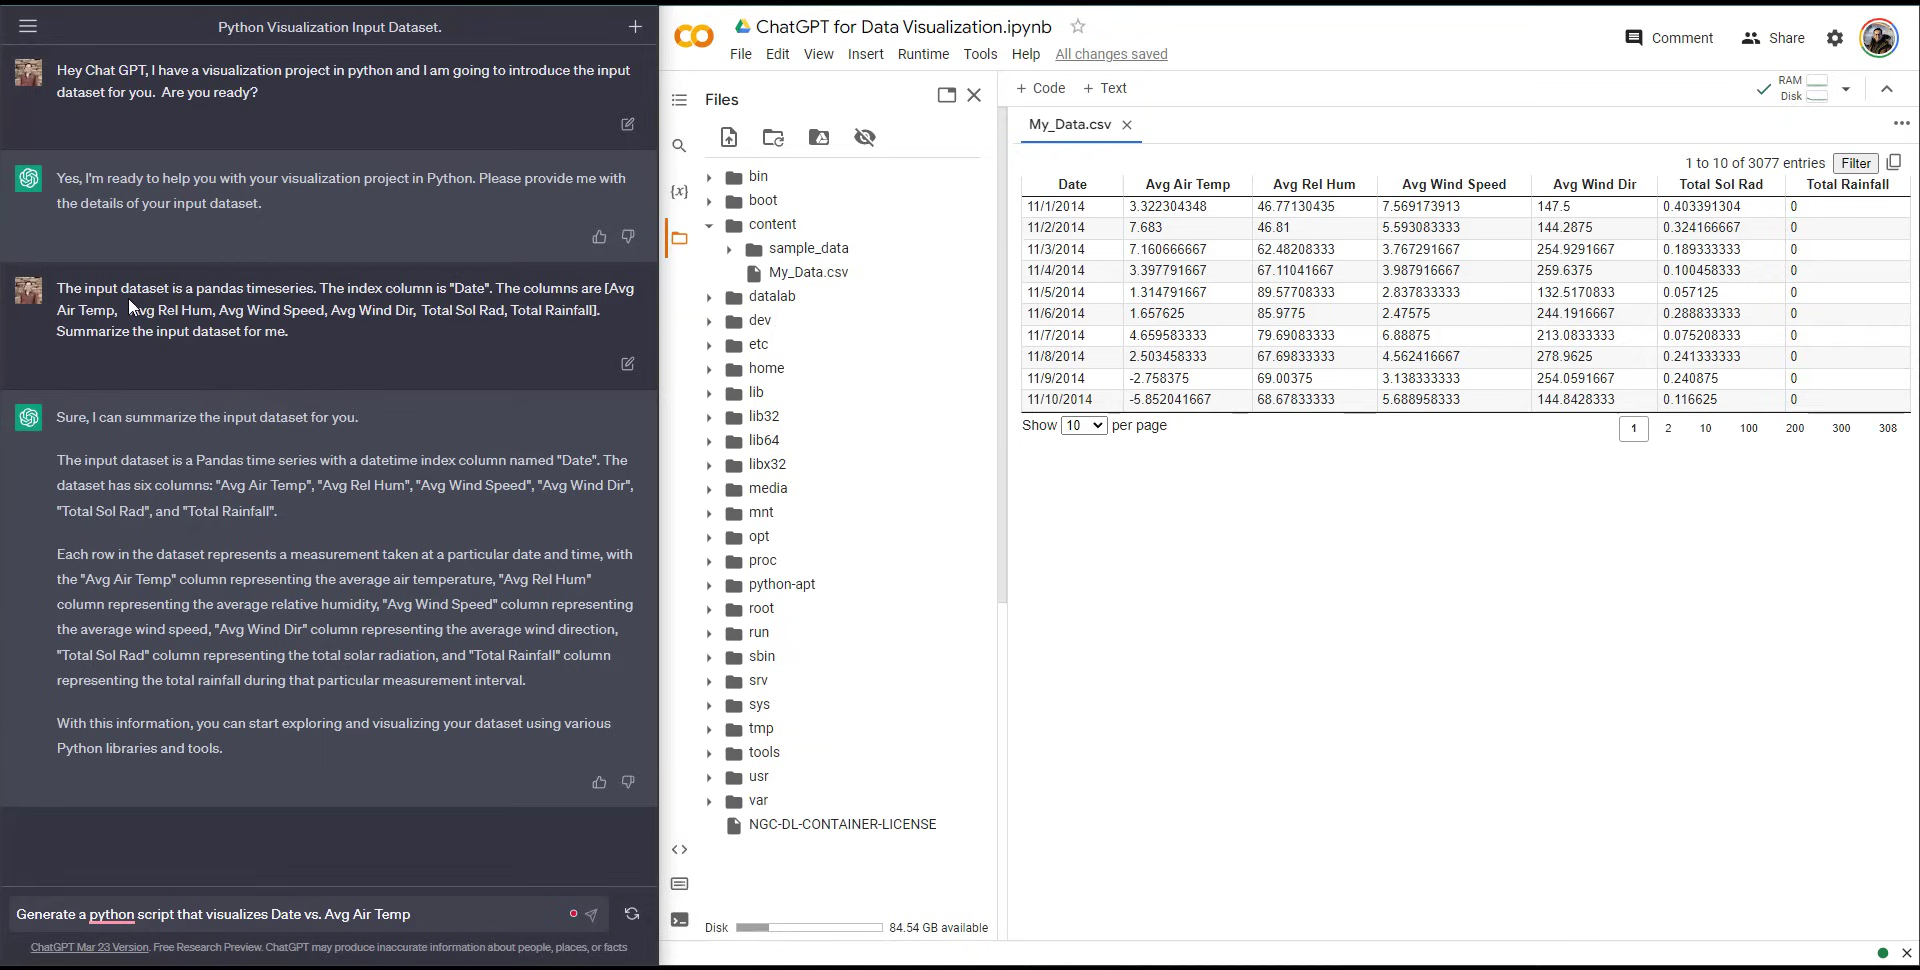 Python Visualization Input Dataset.
Hey Chat GPT, I have a visualization project in python and I am going to introduce the input
dataset for you. Are you ready?
Yes, I'm ready to help you with your visualization project in Python. Please provide me with
the details of your input dataset.
The input dataset is a pandas timeseries. The index column is "Date". The columns are [Avg
Air Temp, Avg Rel Hum, Avg Wind Speed, Avg Wind Dir, Total Sol Rad, Total Rainfall].
Summarize the input dataset for me.
Sure, I can summarize the input dataset for you.
The input dataset is a Pandas time series with a datetime index column named "Date". The
dataset has six columns: "Avg Air Temp", "Avg Rel Hum", "Avg Wind Speed", "Avg Wind Dir",
"Total Sol Rad", and "Total Rainfall".
Each row in the dataset represents a measurement taken at a particular date and time, with
the "Avg Air Temp" column representing the average air temperature, "Avg Rel Hum"
column representing the average relative humidity, "Avg Wind Speed" column representing
the average wind speed, "Avg Wind Dir" column representing the average wind direction,
"Total Sol Rad" column representing the total solar radiation, and "Total Rainfall" column
representing the total rainfall during that particular measurement interval.
With this information, you can start exploring and visualizing your dataset using various
Python libraries and tools.
Generate a python script that visualizes Date vs. Avg Air Temp
ChatGPT Mar 23 Version. Free Research Preview. ChatGPT may produce inaccurate information about people, places, or facts
ChatGPT for Data Visualization.ipynb
File Edit View Insert Runtime Tools Help All changes saved
Comment Share
Files
{x}
bin
boot
content
sample_data
My_Data.csv
datalab
dev
etc
home
lib
lib32
lib64
libx32
media
mnt
opt
proc
python-apt
root
run
sbin
srv
sys
tmp
tools
usr
var
NGC-DL-CONTAINER-LICENSE
Disk 84.54 GB available
+ Code + Text
RAM
Disk
My_Data.csv
1 to 10 of 3077 entries Filter
Date Avg Air Temp Avg Rel Hum Avg Wind Speed Avg Wind Dir Total Sol Rad Total Rainfall
11/1/2014 3.322304348 46.77130435 7.569173913 147.5 0.403391304 0
11/2/2014 7.683 46.81 5.593083333 144.2875 0.324166667 0
11/3/2014 7.160666667 62.48208333 3.767291667 254.9291667 0.189333333 0
11/4/2014 3.397791667 67.11041667 3.987916667 259.6375 0.100458333 0
11/5/2014 1.314791667 89.57708333 2.837833333 132.5170833 0.057125 0
11/6/2014 1.657625 85.9775 2.47575 244.1916667 0.288833333 0
11/7/2014 4.659583333 79.69083333 6.88875 213.0833333 0.075208333 0
11/8/2014 2.503458333 67.69833333 4.562416667 278.9625 0.241333333 0
11/9/2014 -2.758375 69.00375 3.138333333 254.0591667 0.240875 0
11/10/2014 -5.852041667 68.67833333 5.688958333 144.8428333 0.116625 0
Show 10 per page
1 2 10 100 200 300 308